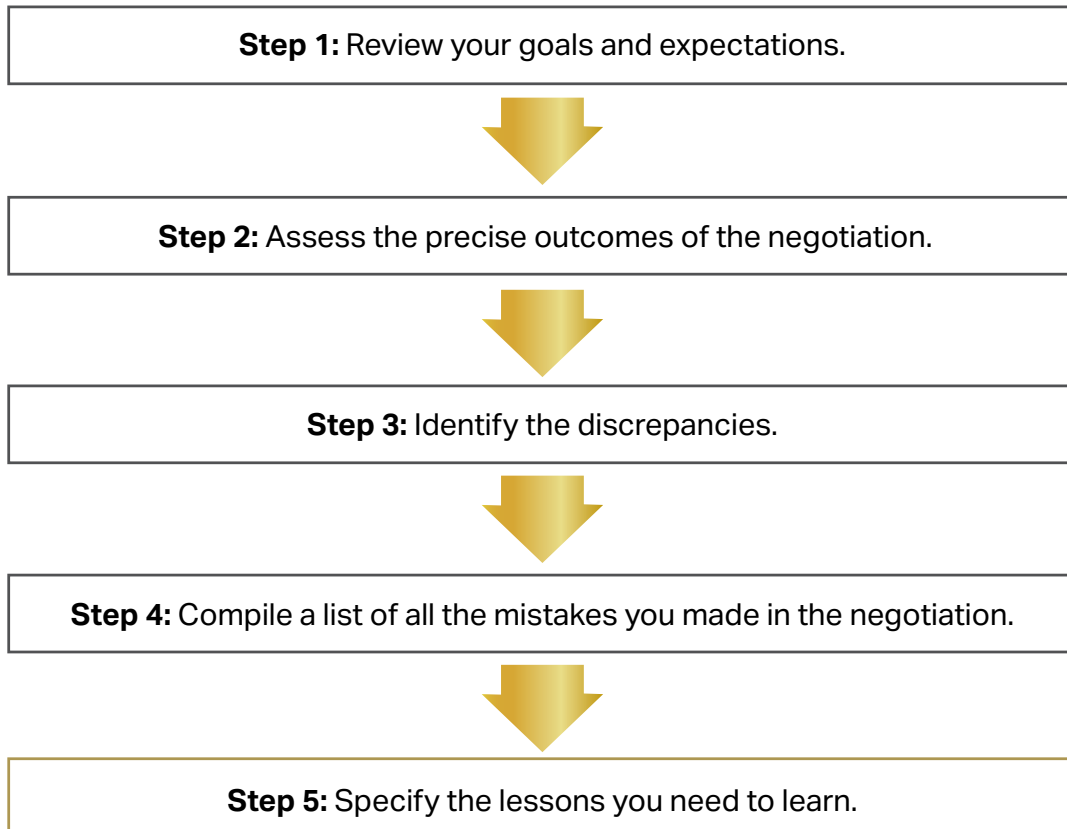 Step 1: Review your goals and expectations.
Step 2: Assess the precise outcomes of the negotiation.
Step 3: Identify the discrepancies.
Step 4: Compile a list of all the mistakes you made in the negotiation.
Step 5: Specify the lessons you need to learn.